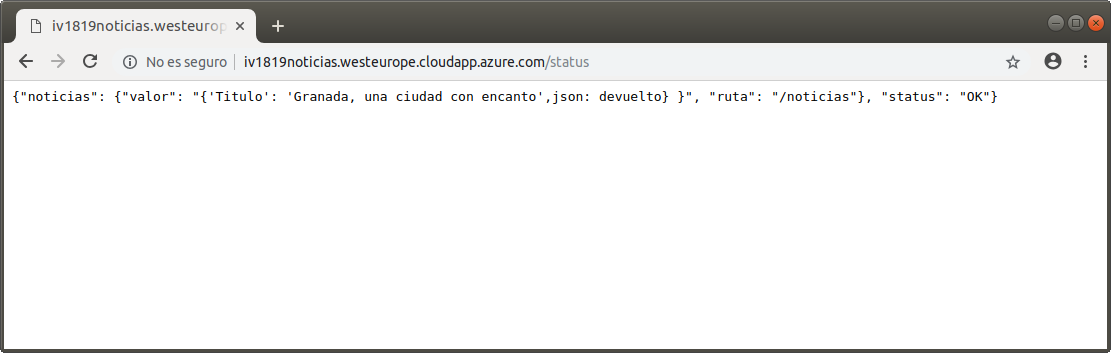 iv1819noticias.westeurop
No es seguro iv1819noticias.westeurope.cloudapp.azure.com/status
{"noticias": {"valor": "{'Titulo': 'Granada, una ciudad con encanto',json: devuelto} }", "ruta": "/noticias"}, "status": "OK"}